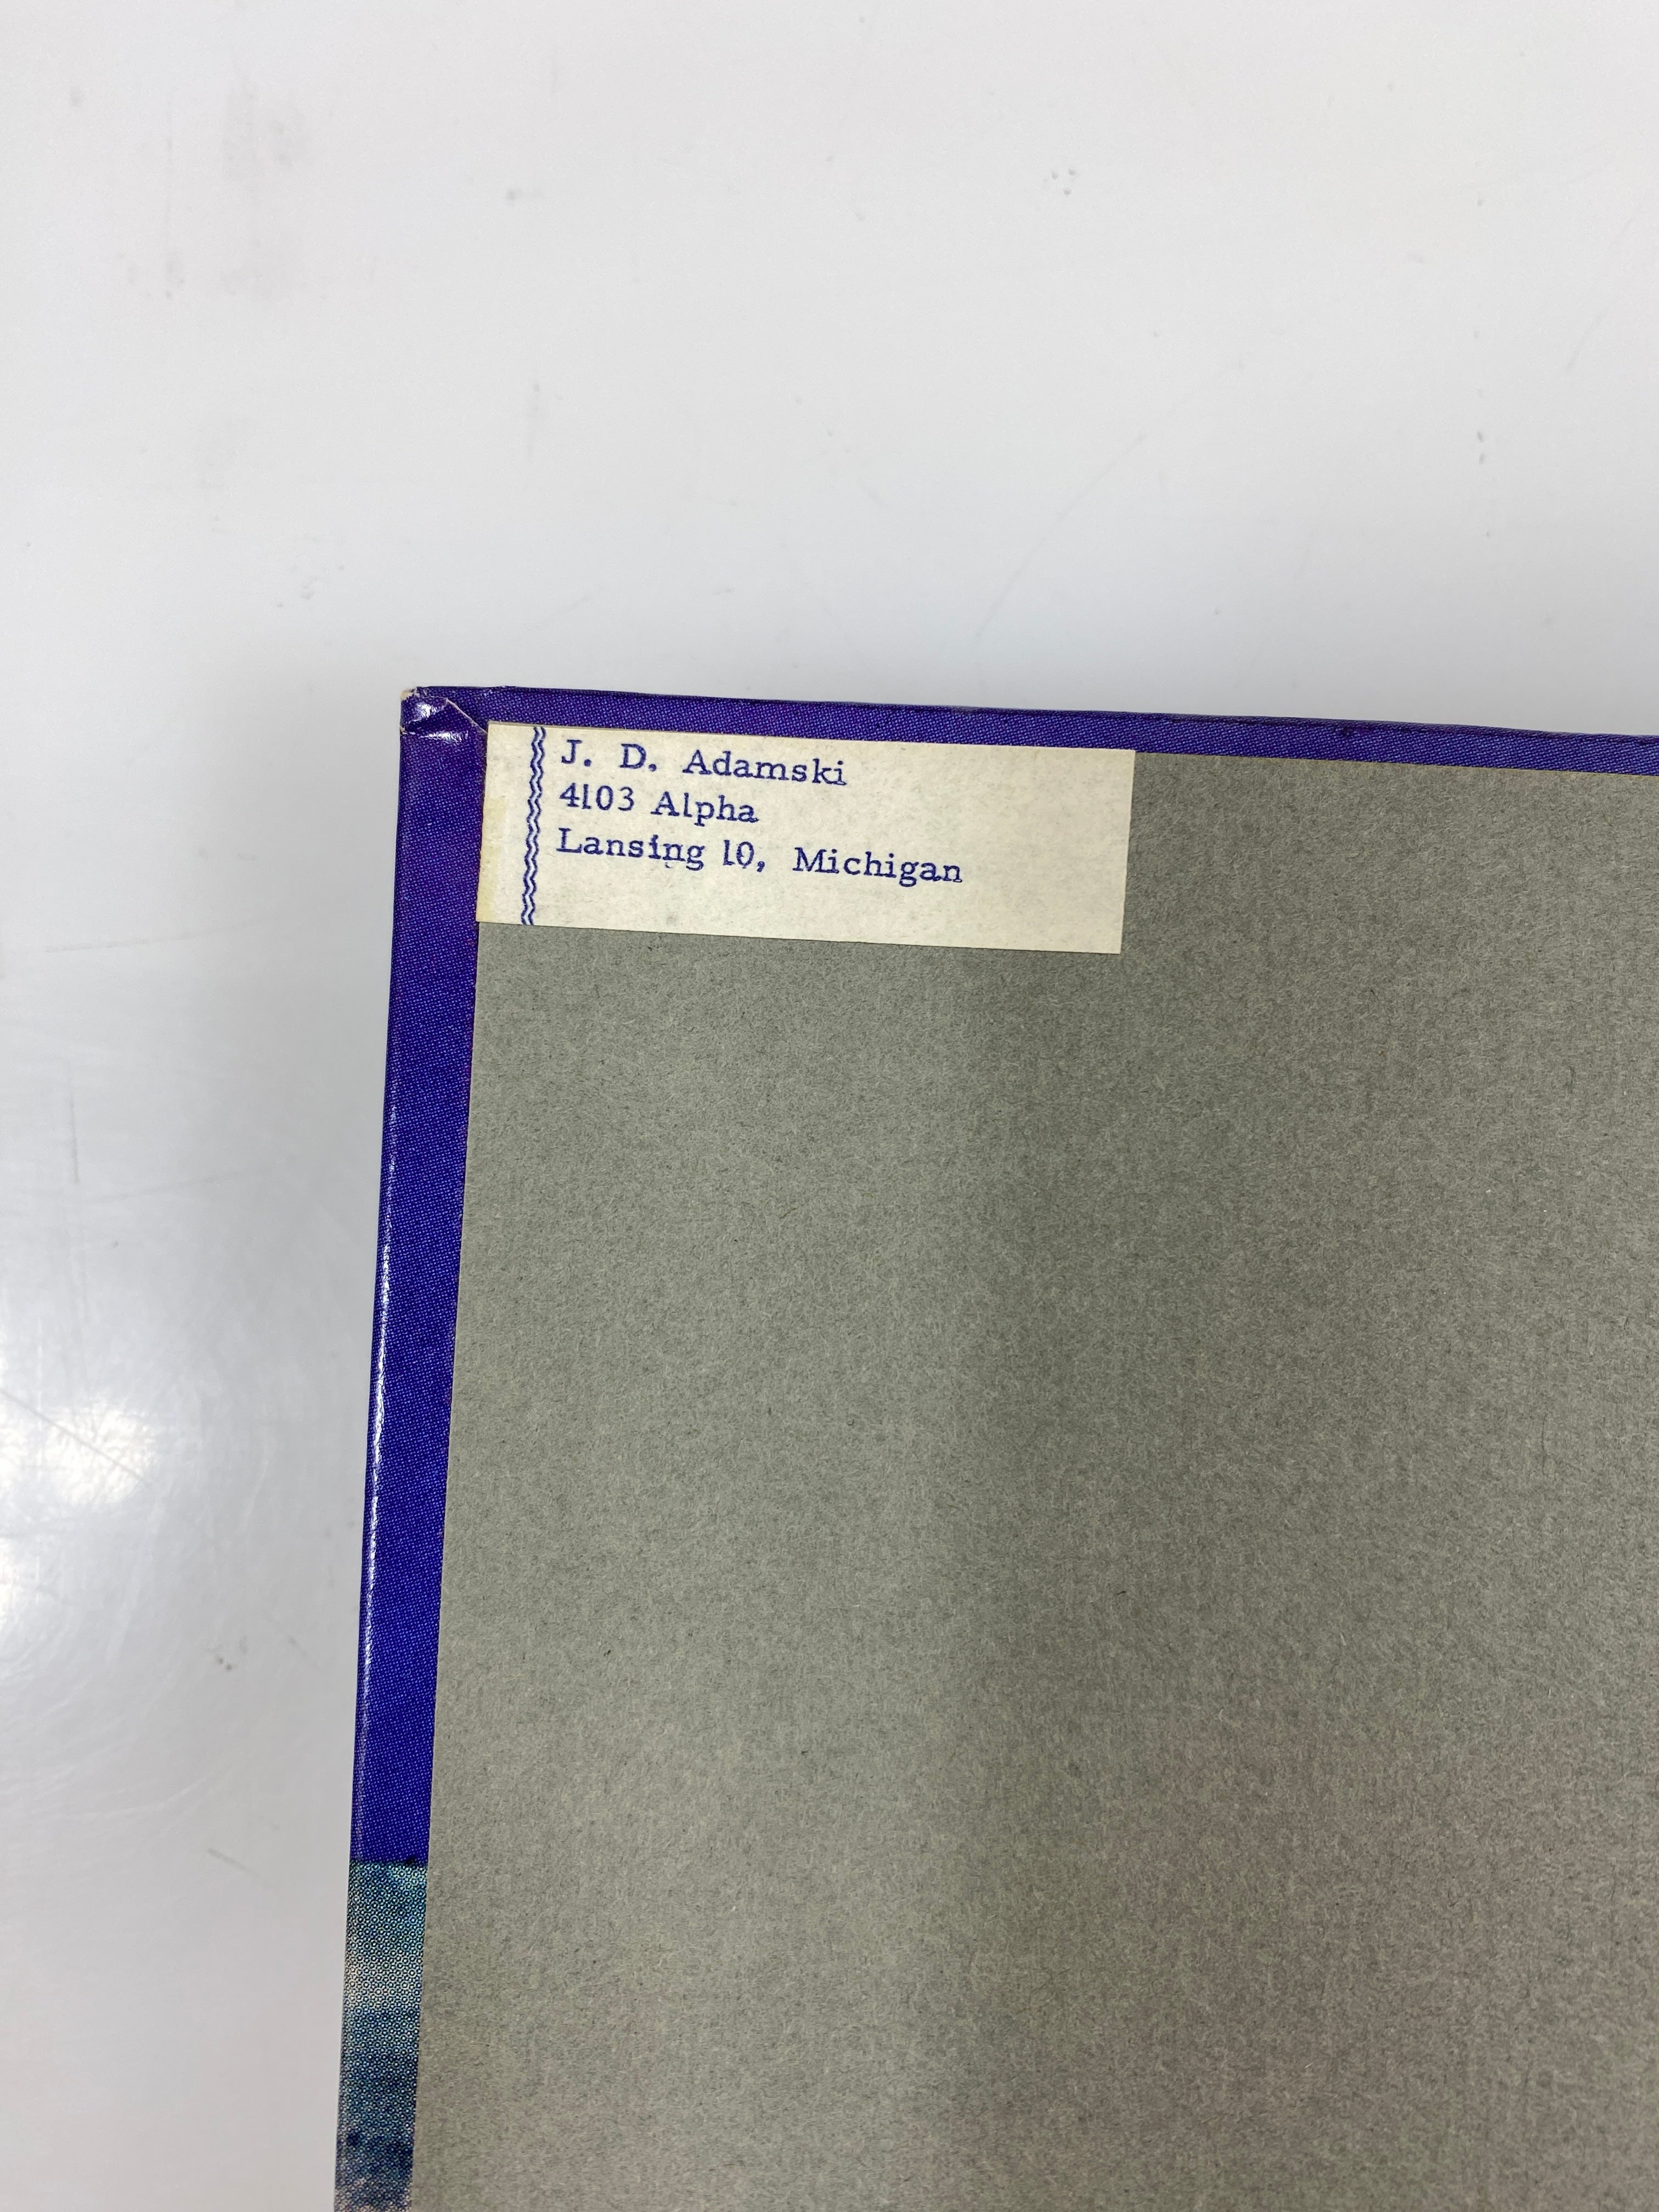 J. D. Adamski
4103 Alpha
Lansing 10, Michigan